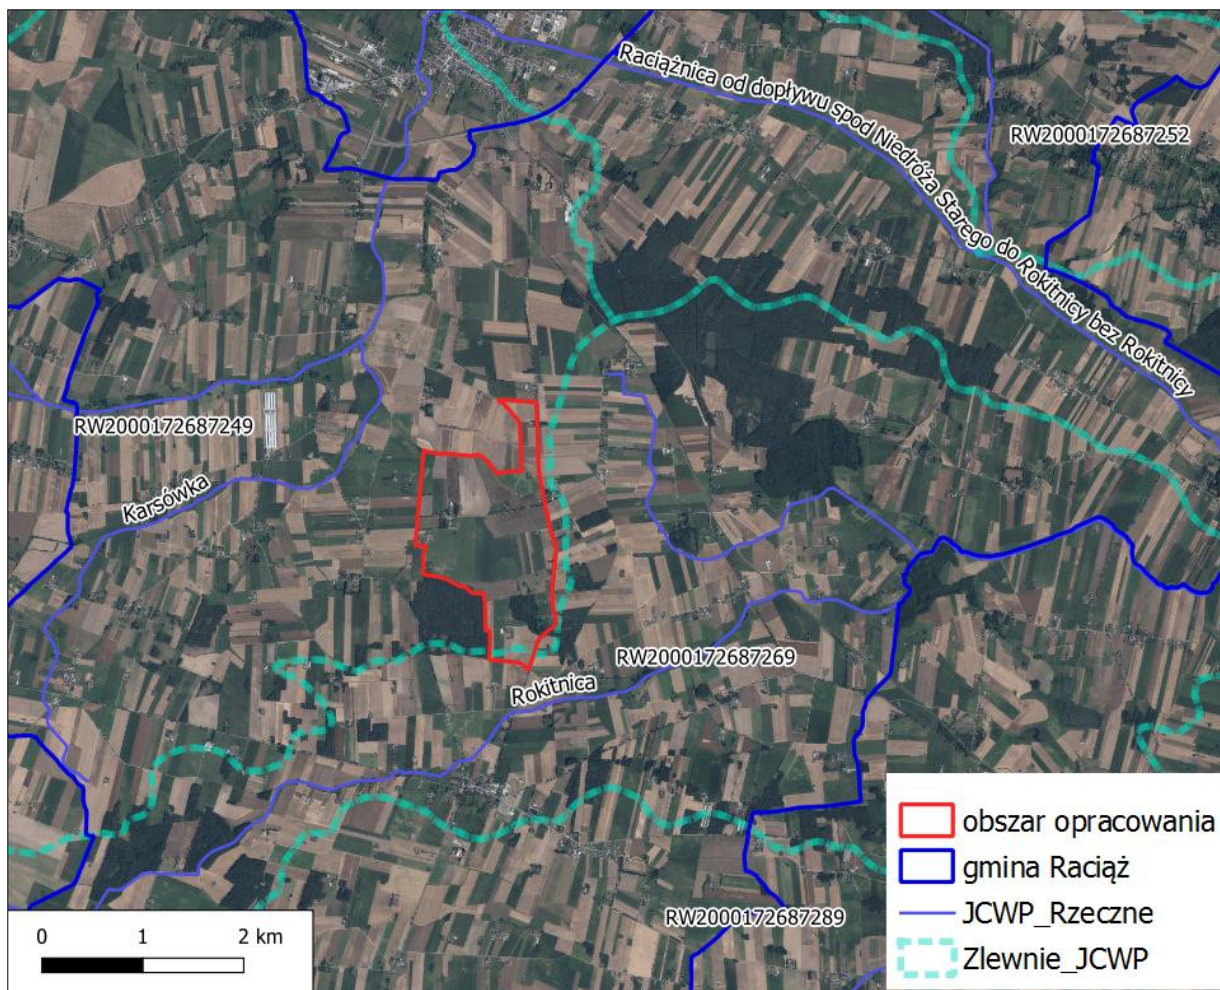 Raciążnica od dopływu spod Niedróża Starego do Rokitnicy bez Rokitnicy
RW2000172687252
RW2000172687249
Karsówka
RW2000172687269
Rokitnica
RW2000172687289
0 1 2 km
obszar opracowania
gmina Raciąż
JCWP_Rzeczne
Zlewnie_JCWP